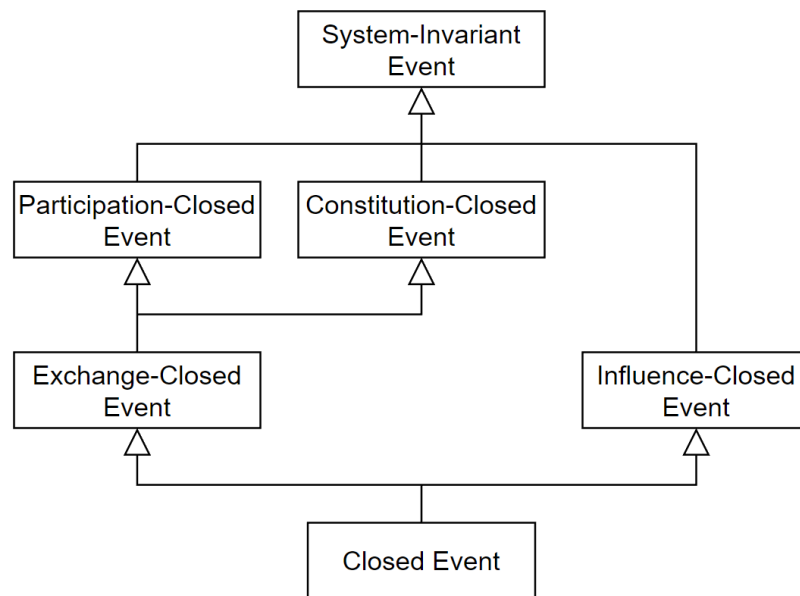 System-Invariant
Event
Participation-Closed
Event
Constitution-Closed
Event
Exchange-Closed
Event
Influence-Closed
Event
Closed Event